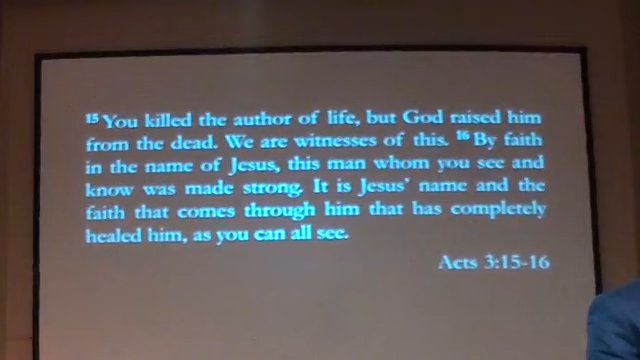 15 You killed the author of life, but God raised him
from the dead. We are witnesses of this. 16 By faith
in the name of Jesus, this man whom you see and
know was made strong. It is Jesus' name and the
faith that comes through him that has completely
healed him, as you can all see.
Acts 3:15-16